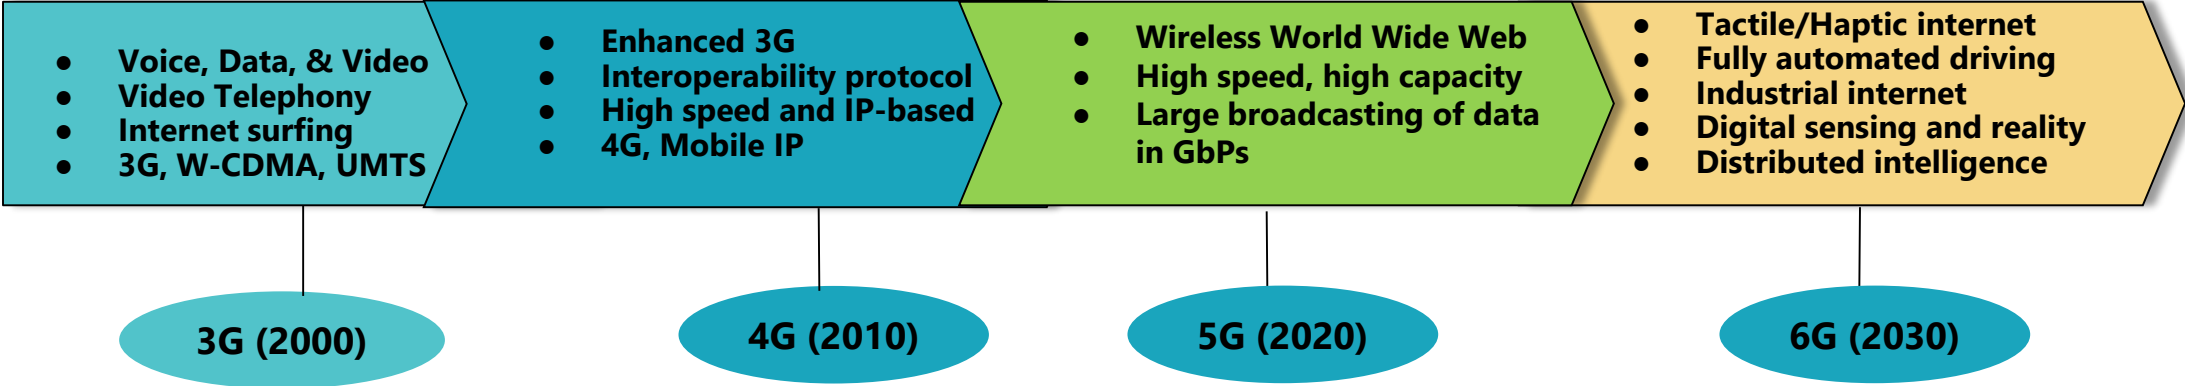 ● Voice, Data, & Video
● Video Telephony
● Internet surfing
● 3G, W-CDMA, UMTS
● Enhanced 3G
● Interoperability protocol
● High speed and IP-based
● 4G, Mobile IP
● Wireless World Wide Web
● High speed, high capacity
● Large broadcasting of data
in GbPs
● Tactile/Haptic internet
● Fully automated driving
● Industrial internet
● Digital sensing and reality
● Distributed intelligence
3G (2000)
4G (2010)
5G (2020)
6G (2030)